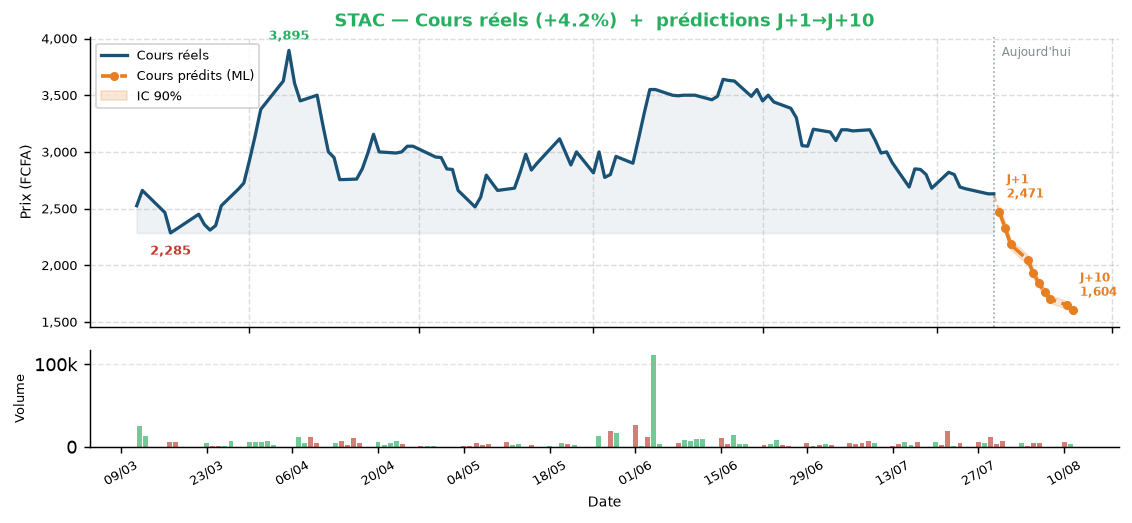 STAC — Cours réels (+4.2%)  +  prédictions J+1→J+10
3,895
4,000
3,500
3,000
2,500
2,000
1,500
Prix (FCFA)
Cours réels
Cours prédits (ML)
IC 90%
Aujourd'hui
2,285
J+1
2,471
J+10
1,604
100k
0
Volume
09/03
23/03
06/04
20/04
04/05
18/05
01/06
15/06
29/06
13/07
27/07
10/08
Date